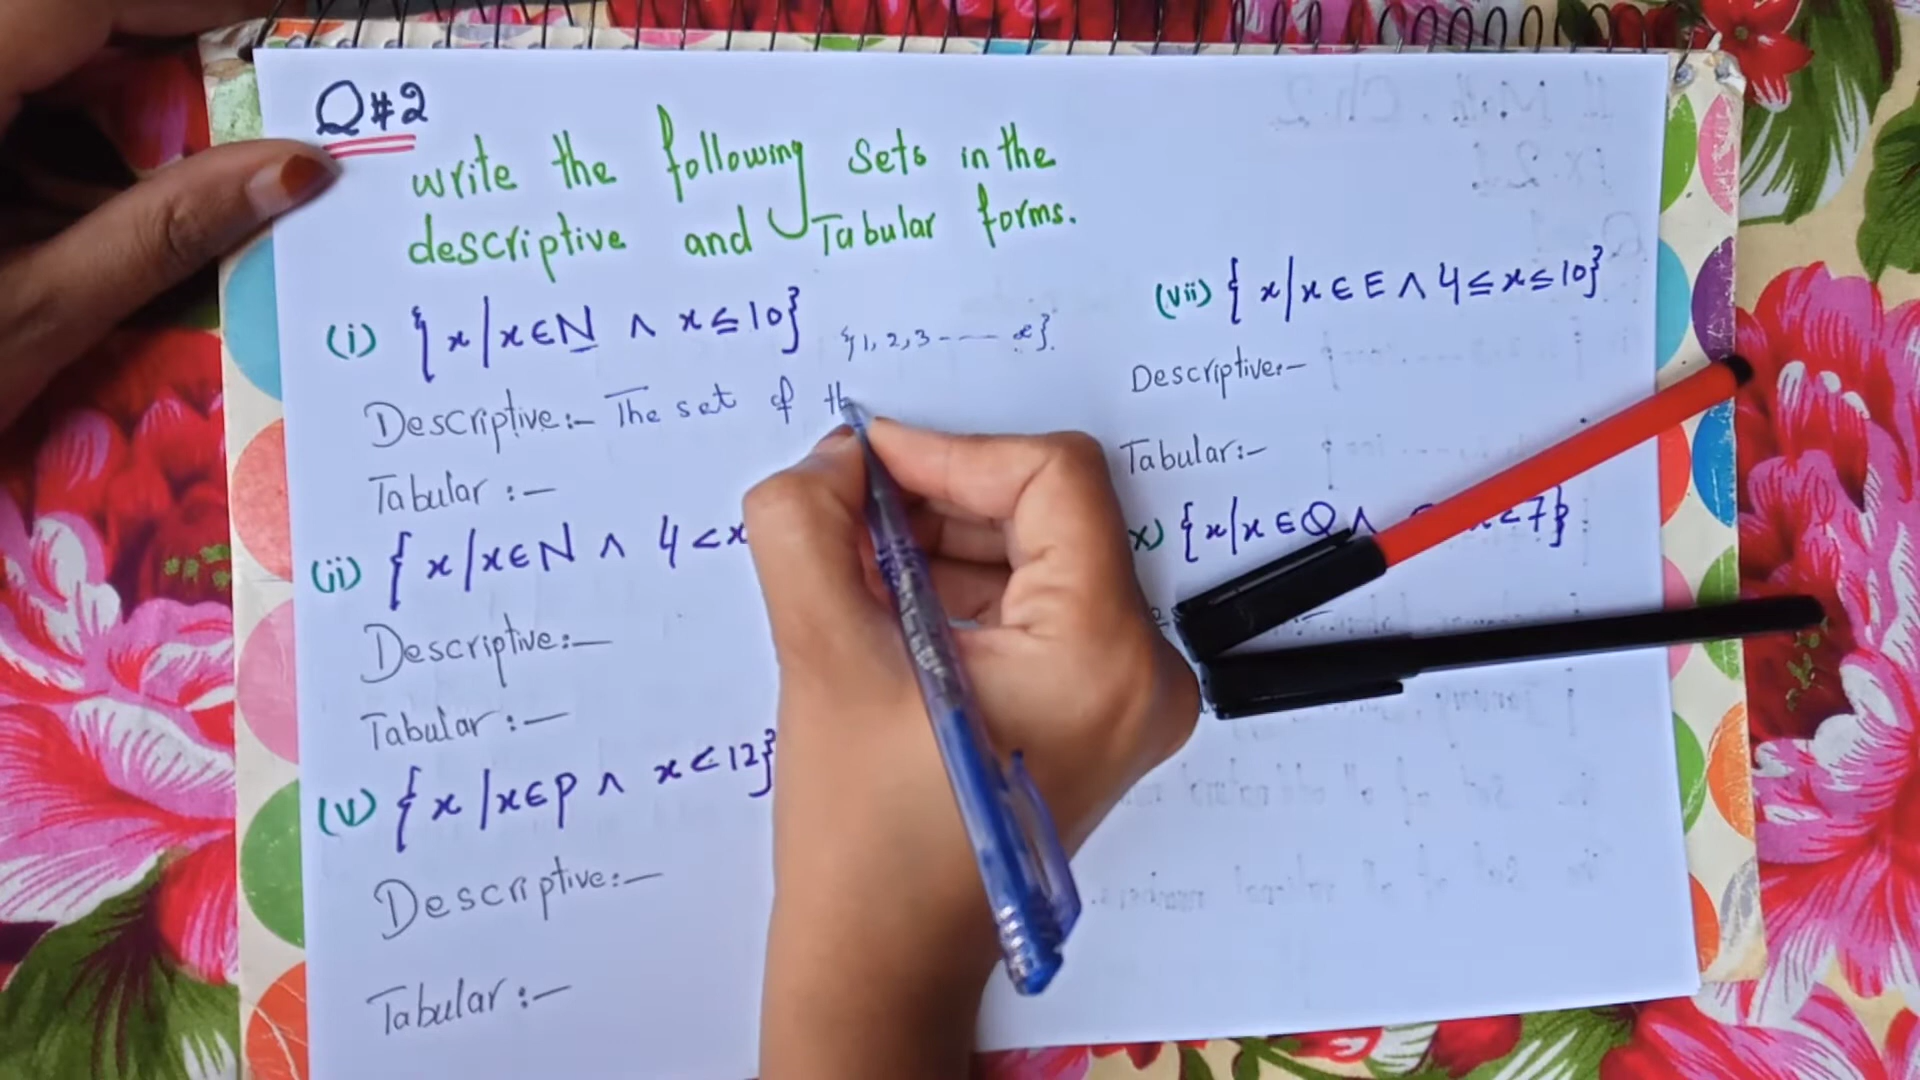 Q#2
write the following sets in the
descriptive and Tabular forms.
(i) { x/x∈N ∧ x≤10} {1, 2, 3 ---- ∞}.
Descriptive:- The set of th
Tabular :-
(ii) { x/x∈N ∧ 4<x
Descriptive:-
Tabular :-
(v) { x/x∈P ∧ x<12}
Descriptive:-
Tabular :-
(vii) { x/x∈E ∧ 4≤x≤10}
Descriptive:-
Tabular:-
x) {x/x∈Q ∧ <7}